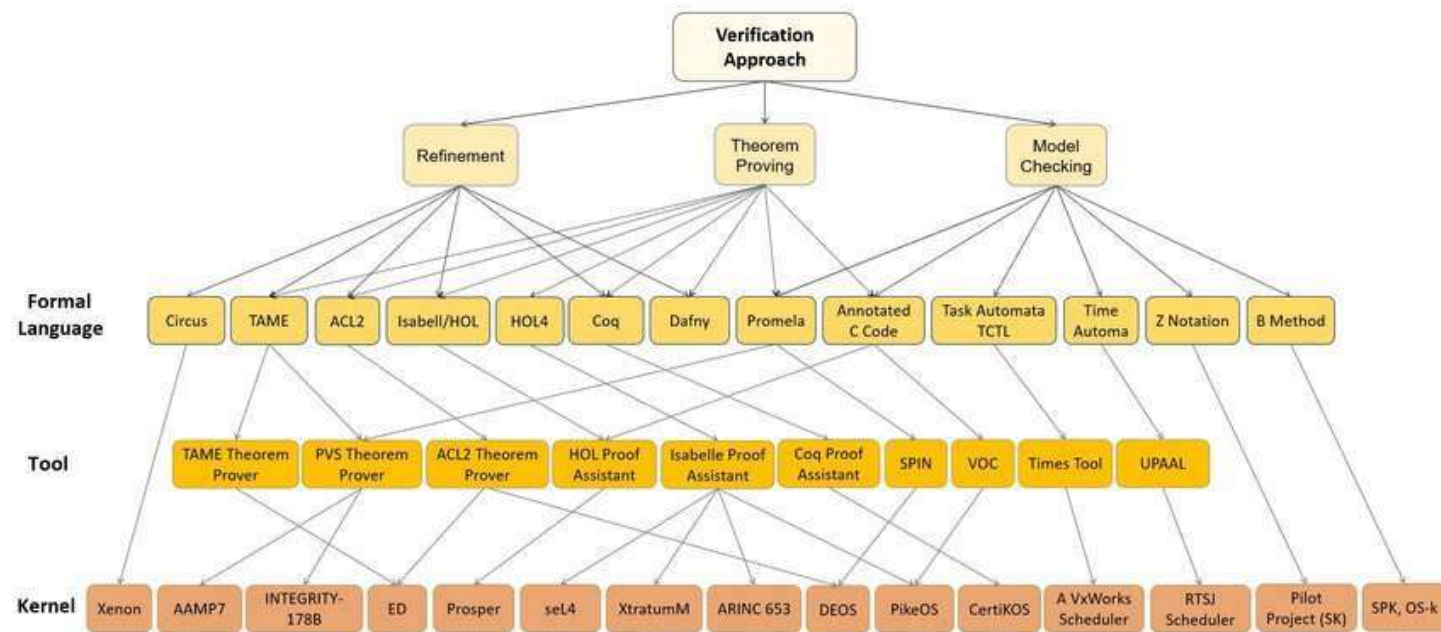 Verification
Approach
Refinement
Theorem
Proving
Model
Checking
Formal
Language
Circus
TAME
ACL2
Isabell/HOL
HOL4
Coq
Dafny
Promela
Annotated
C Code
Task Automata
TCTL
Time
Automa
Z Notation
B Method
Tool
TAME Theorem
Prover
PVS Theorem
Prover
ACL2 Theorem
Prover
HOL Proof
Assistant
Isabelle Proof
Assistant
Coq Proof
Assistant
SPIN
VOC
Times Tool
UPAAL
Kernel
Xenon
AAMP7
INTEGRITY-
178B
ED
Prosper
seL4
XtratumM
ARINC 653
DEOS
PikeOS
CertiKOS
A VxWorks
Scheduler
RTSJ
Scheduler
Pilot
Project (SK)
SPK, OS-k